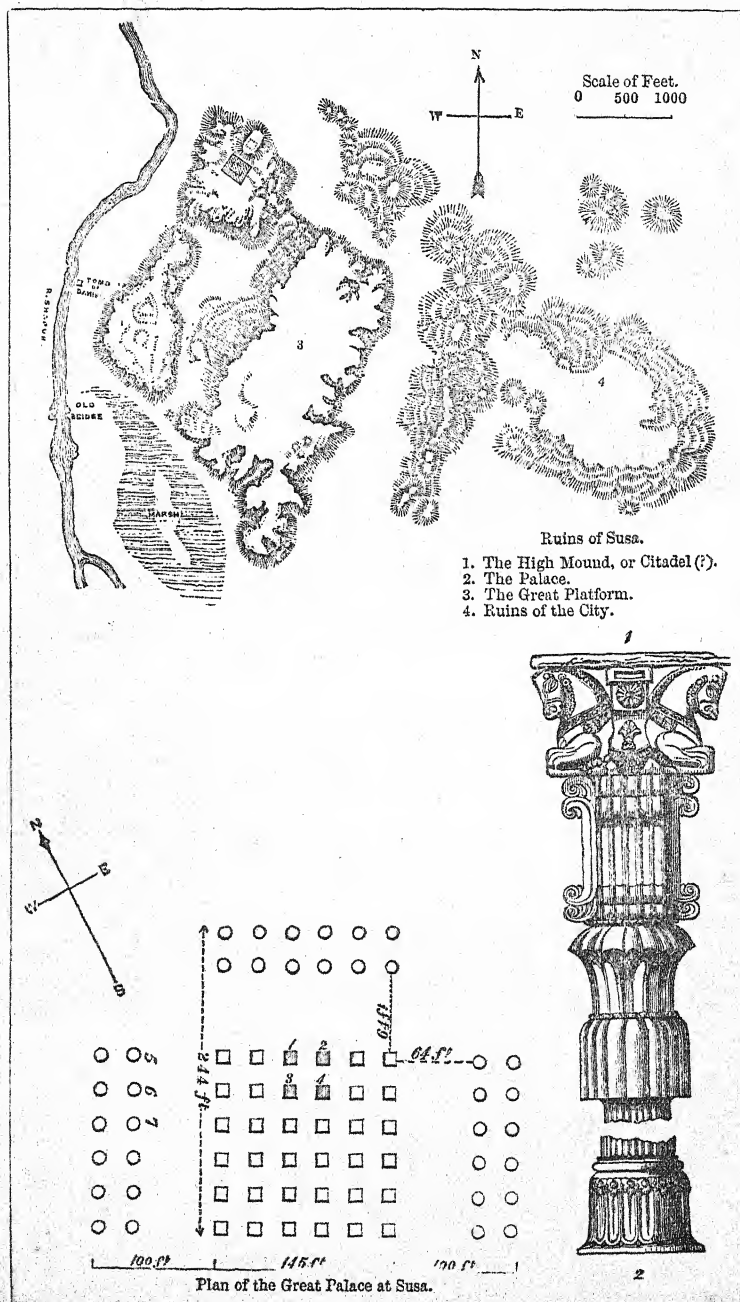 N
W E
Scale of Feet.
0 500 1000
R. SHAPUR
TOMB OF DANIEL
OLD BRIDGE
MARSH
3
4
Ruins of Susa.
1. The High Mound, or Citadel (?).
2. The Palace.
3. The Great Platform.
4. Ruins of the City.
1
N
E
W
S
244 ft.
64 ft
1 2
3 4
5
6
7
100 ft 145 ft 100 ft
Plan of the Great Palace at Susa.
2